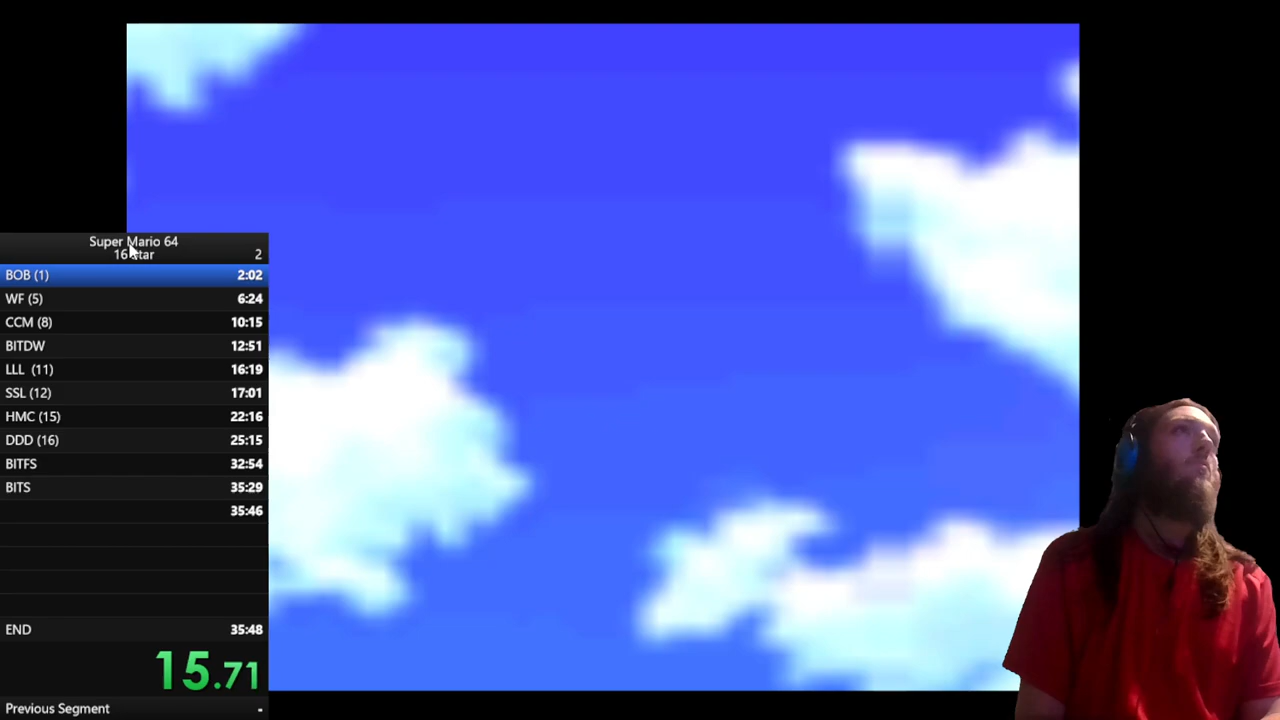 Super Mario 64
16 Star 2
BOB (1) 2:02
WF (5) 6:24
CCM (8) 10:15
BITDW 12:51
LLL (11) 16:19
SSL (12) 17:01
HMC (15) 22:16
DDD (16) 25:15
BITFS 32:54
BITS 35:29
35:46
END 35:48
15.71
Previous Segment -